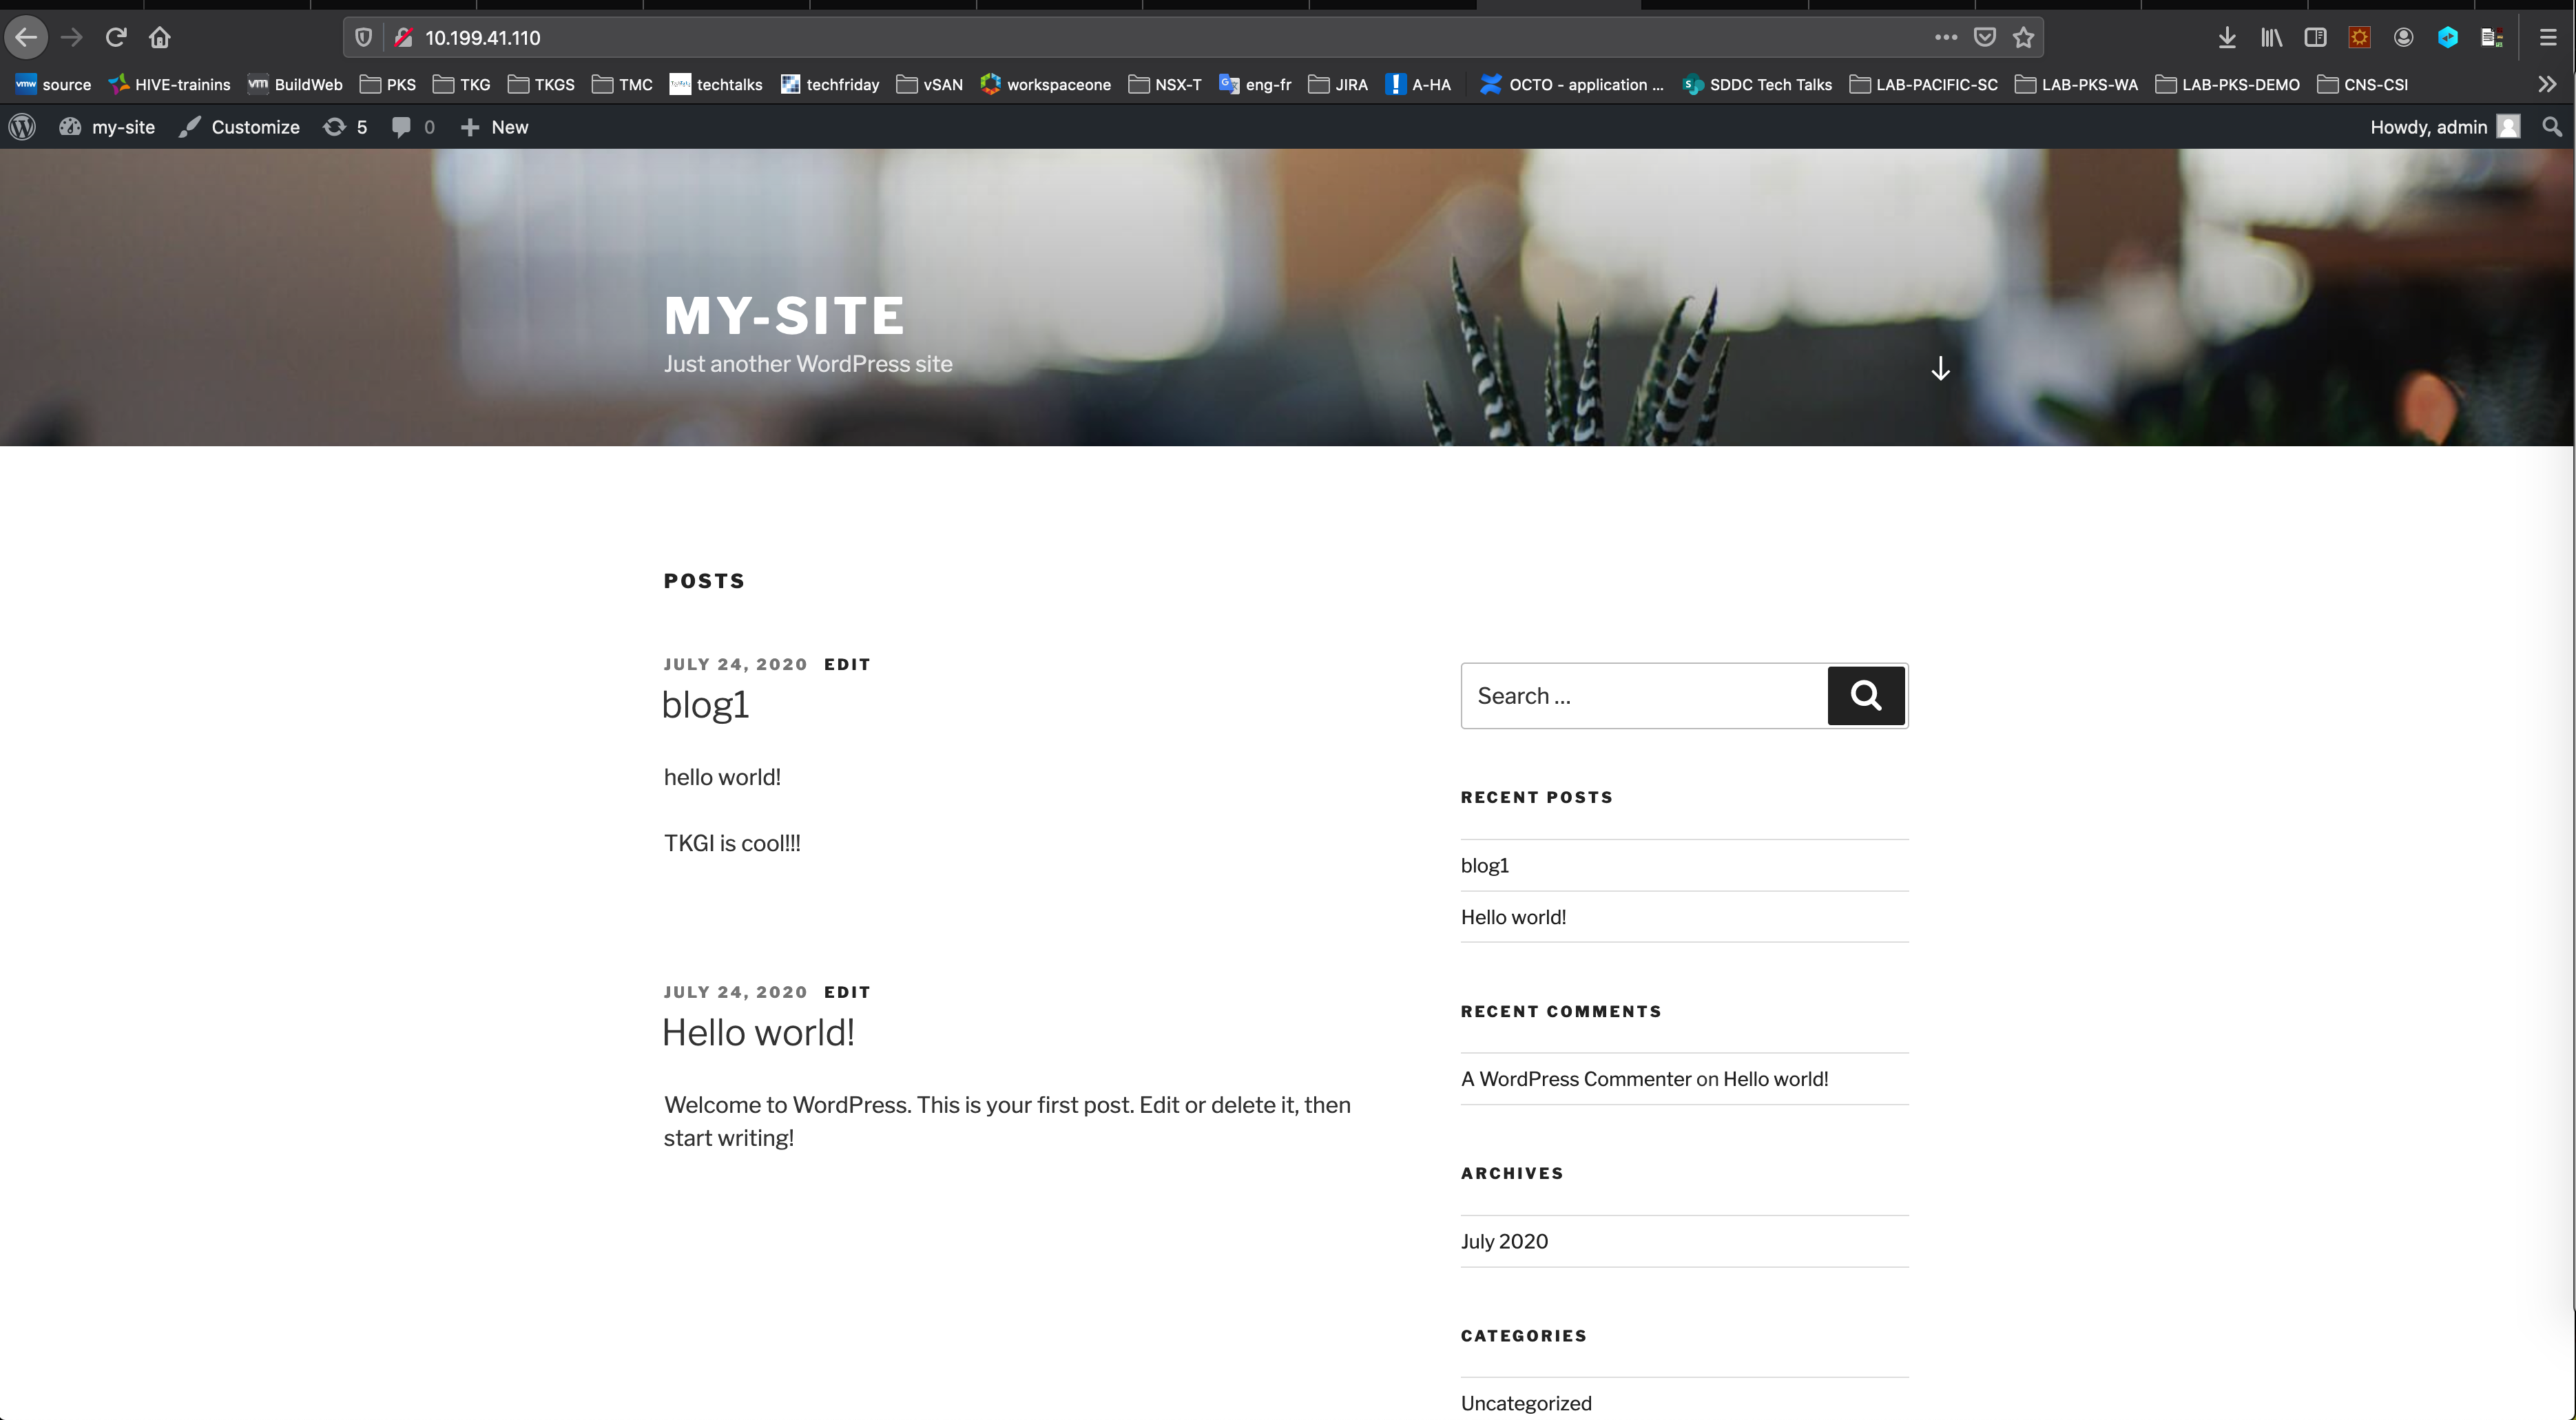 10.199.41.110
source HIVE-trainins BuildWeb PKS TKG TKGS TMC techtalks techfriday vSAN workspaceone NSX-T eng-fr JIRA A-HA OCTO - application ... SDDC Tech Talks LAB-PACIFIC-SC LAB-PKS-WA LAB-PKS-DEMO CNS-CSI
my-site Customize 5 0 New Howdy, admin
MY-SITE
Just another WordPress site
POSTS
JULY 24, 2020 EDIT
blog1
hello world!
TKGI is cool!!!
JULY 24, 2020 EDIT
Hello world!
Welcome to WordPress. This is your first post. Edit or delete it, then
start writing!
Search ...
RECENT POSTS
blog1
Hello world!
RECENT COMMENTS
A WordPress Commenter on Hello world!
ARCHIVES
July 2020
CATEGORIES
Uncategorized